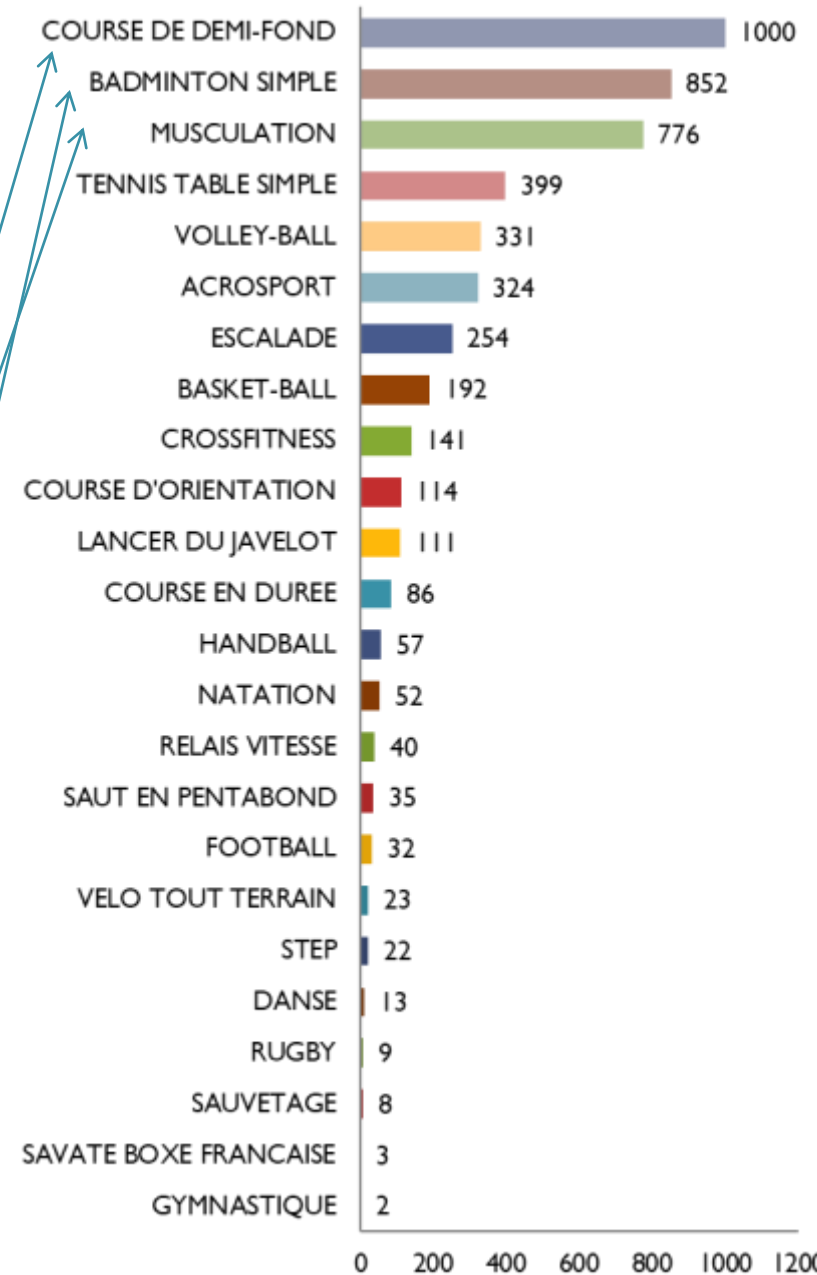 COURSE DE DEMI-FOND 1000
BADMINTON SIMPLE 852
MUSCULATION 776
TENNIS TABLE SIMPLE 399
VOLLEY-BALL 331
ACROSPORT 324
ESCALADE 254
BASKET-BALL 192
CROSSFITNESS 141
COURSE D'ORIENTATION 114
LANCER DU JAVELOT 111
COURSE EN DUREE 86
HANDBALL 57
NATATION 52
RELAIS VITESSE 40
SAUT EN PENTABOND 35
FOOTBALL 32
VELO TOUT TERRAIN 23
STEP 22
DANSE 13
RUGBY 9
SAUVETAGE 8
SAVATE BOXE FRANCAISE 3
GYMNASTIQUE 2
0 200 400 600 800 1000 1200